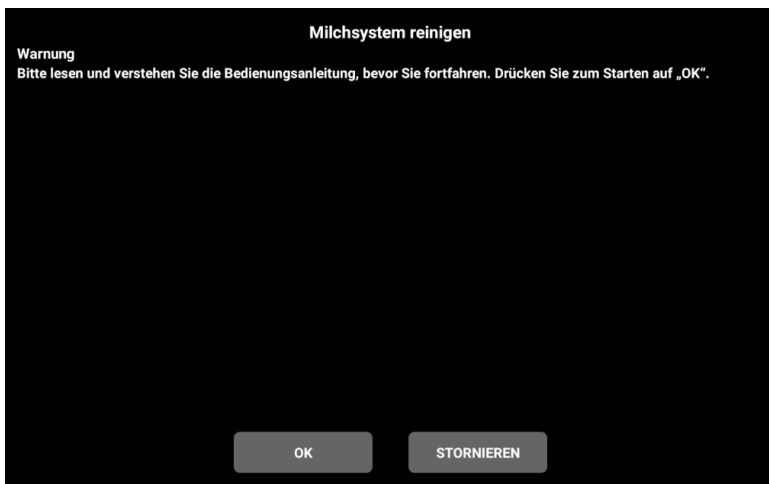 Milchsystem reinigen
Warnung
Bitte lesen und verstehen Sie die Bedienungsanleitung, bevor Sie fortfahren. Drücken Sie zum Starten auf „OK“.
OK
STORNIEREN